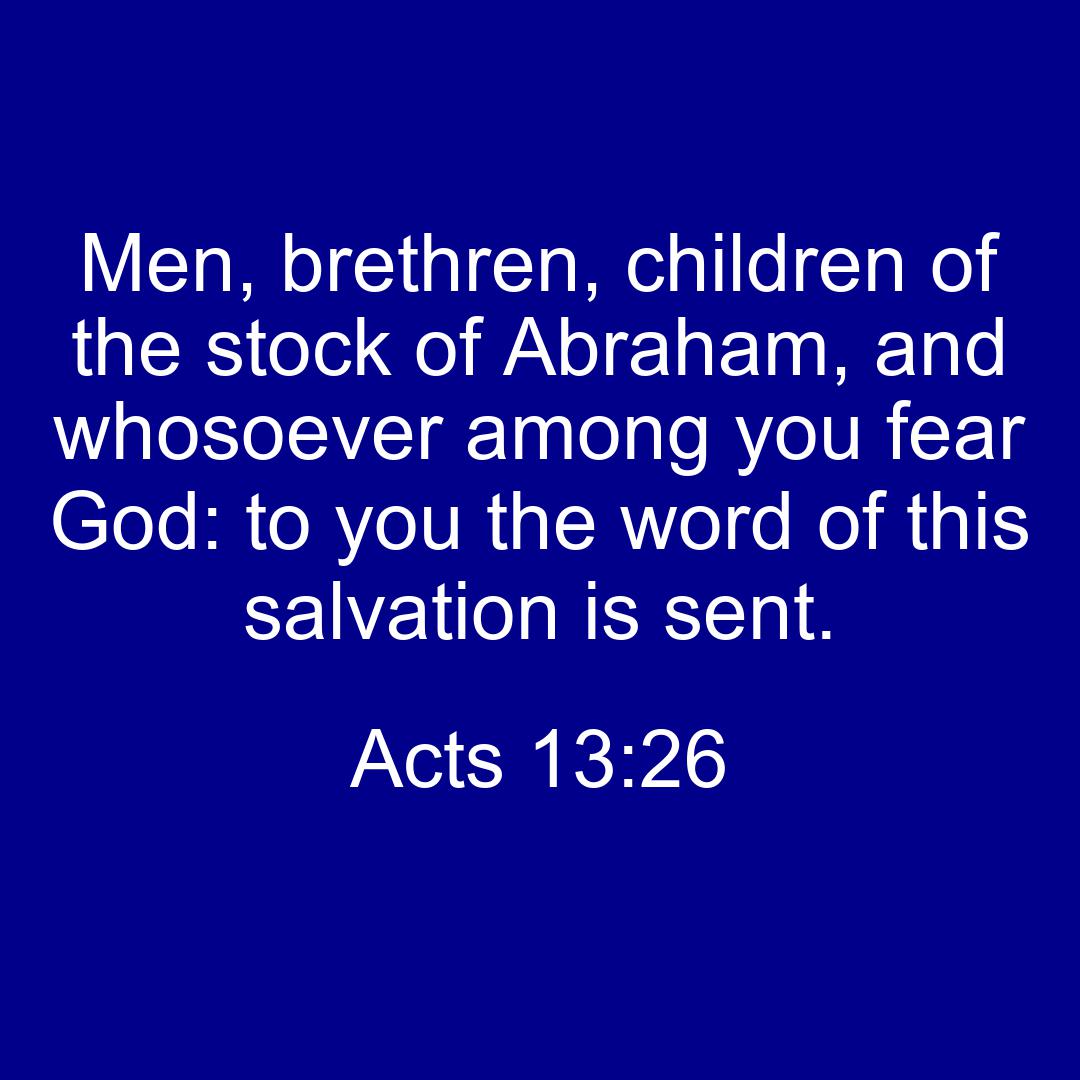 Men, brethren, children of
the stock of Abraham, and
whosoever among you fear
God: to you the word of this
salvation is sent.
Acts 13:26